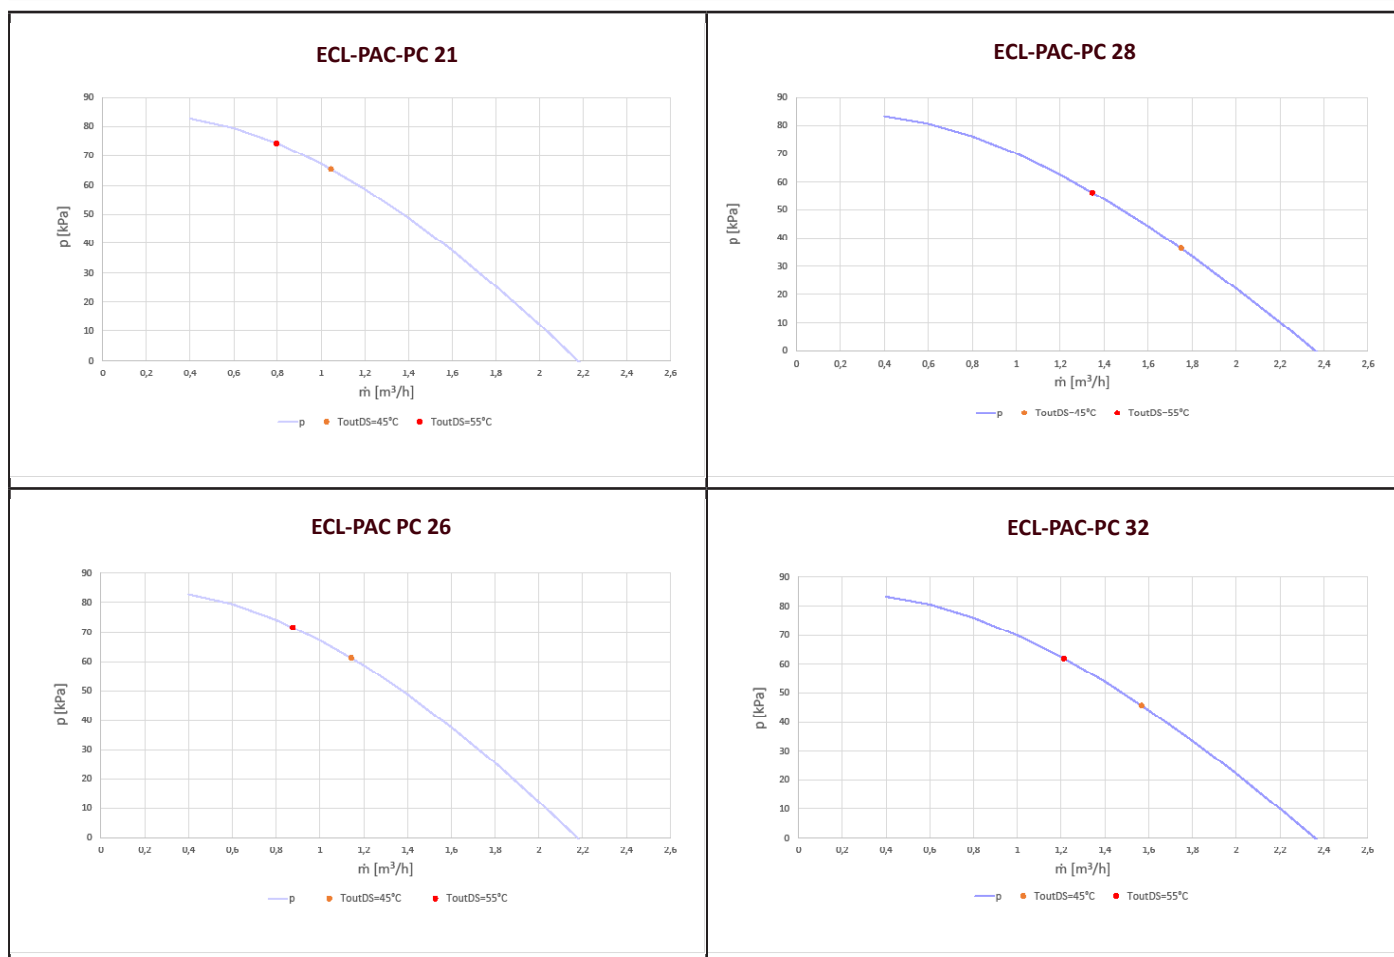 ECL-PAC-PC 21
90
80
70
60
50
40
30
20
10
0
p [kPa]
0 0,2 0,4 0,6 0,8 1 1,2 1,4 1,6 1,8 2 2,2 2,4 2,6
ṁ [m³/h]
p ToutDS=45°C ToutDS=55°C
ECL-PAC-PC 28
90
80
70
60
50
40
30
20
10
0
p [kPa]
0 0,2 0,4 0,6 0,8 1 1,2 1,4 1,6 1,8 2 2,2 2,4 2,6
ṁ [m³/h]
p ToutDS=45°C ToutDS=55°C
ECL-PAC PC 26
90
80
70
60
50
40
30
20
10
0
p [kPa]
0 0,2 0,4 0,6 0,8 1 1,2 1,4 1,6 1,8 2 2,2 2,4 2,6
ṁ [m³/h]
p ToutDS=45°C ToutDS=55°C
ECL-PAC-PC 32
90
80
70
60
50
40
30
20
10
0
p [kPa]
0 0,2 0,4 0,6 0,8 1 1,2 1,4 1,6 1,8 2 2,2 2,4 2,6
ṁ [m³/h]
p ToutDS=45°C ToutDS=55°C